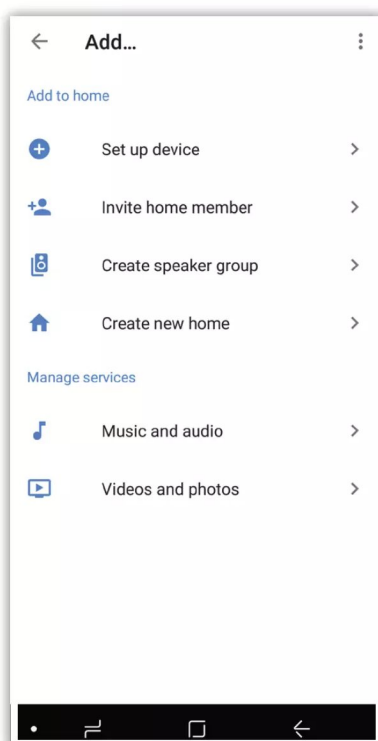 Add...
Add to home
Set up device
Invite home member
Create speaker group
Create new home
Manage services
Music and audio
Videos and photos